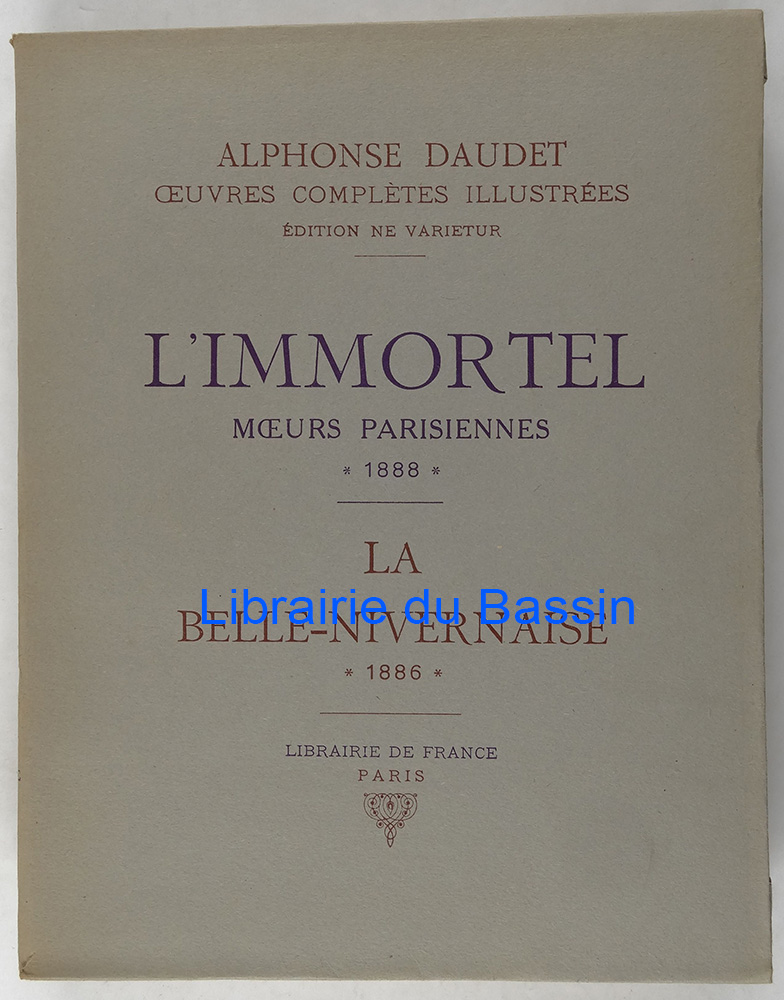 ALPHONSE DAUDET
ŒUVRES COMPLÈTES ILLUSTRÉES
ÉDITION NE VARIETUR
L'IMMORTEL
MŒURS PARISIENNES
* 1888 *
LA
Librairie du Bassin
BELLE-NIVERNAISE
* 1886 *
LIBRAIRIE DE FRANCE
PARIS